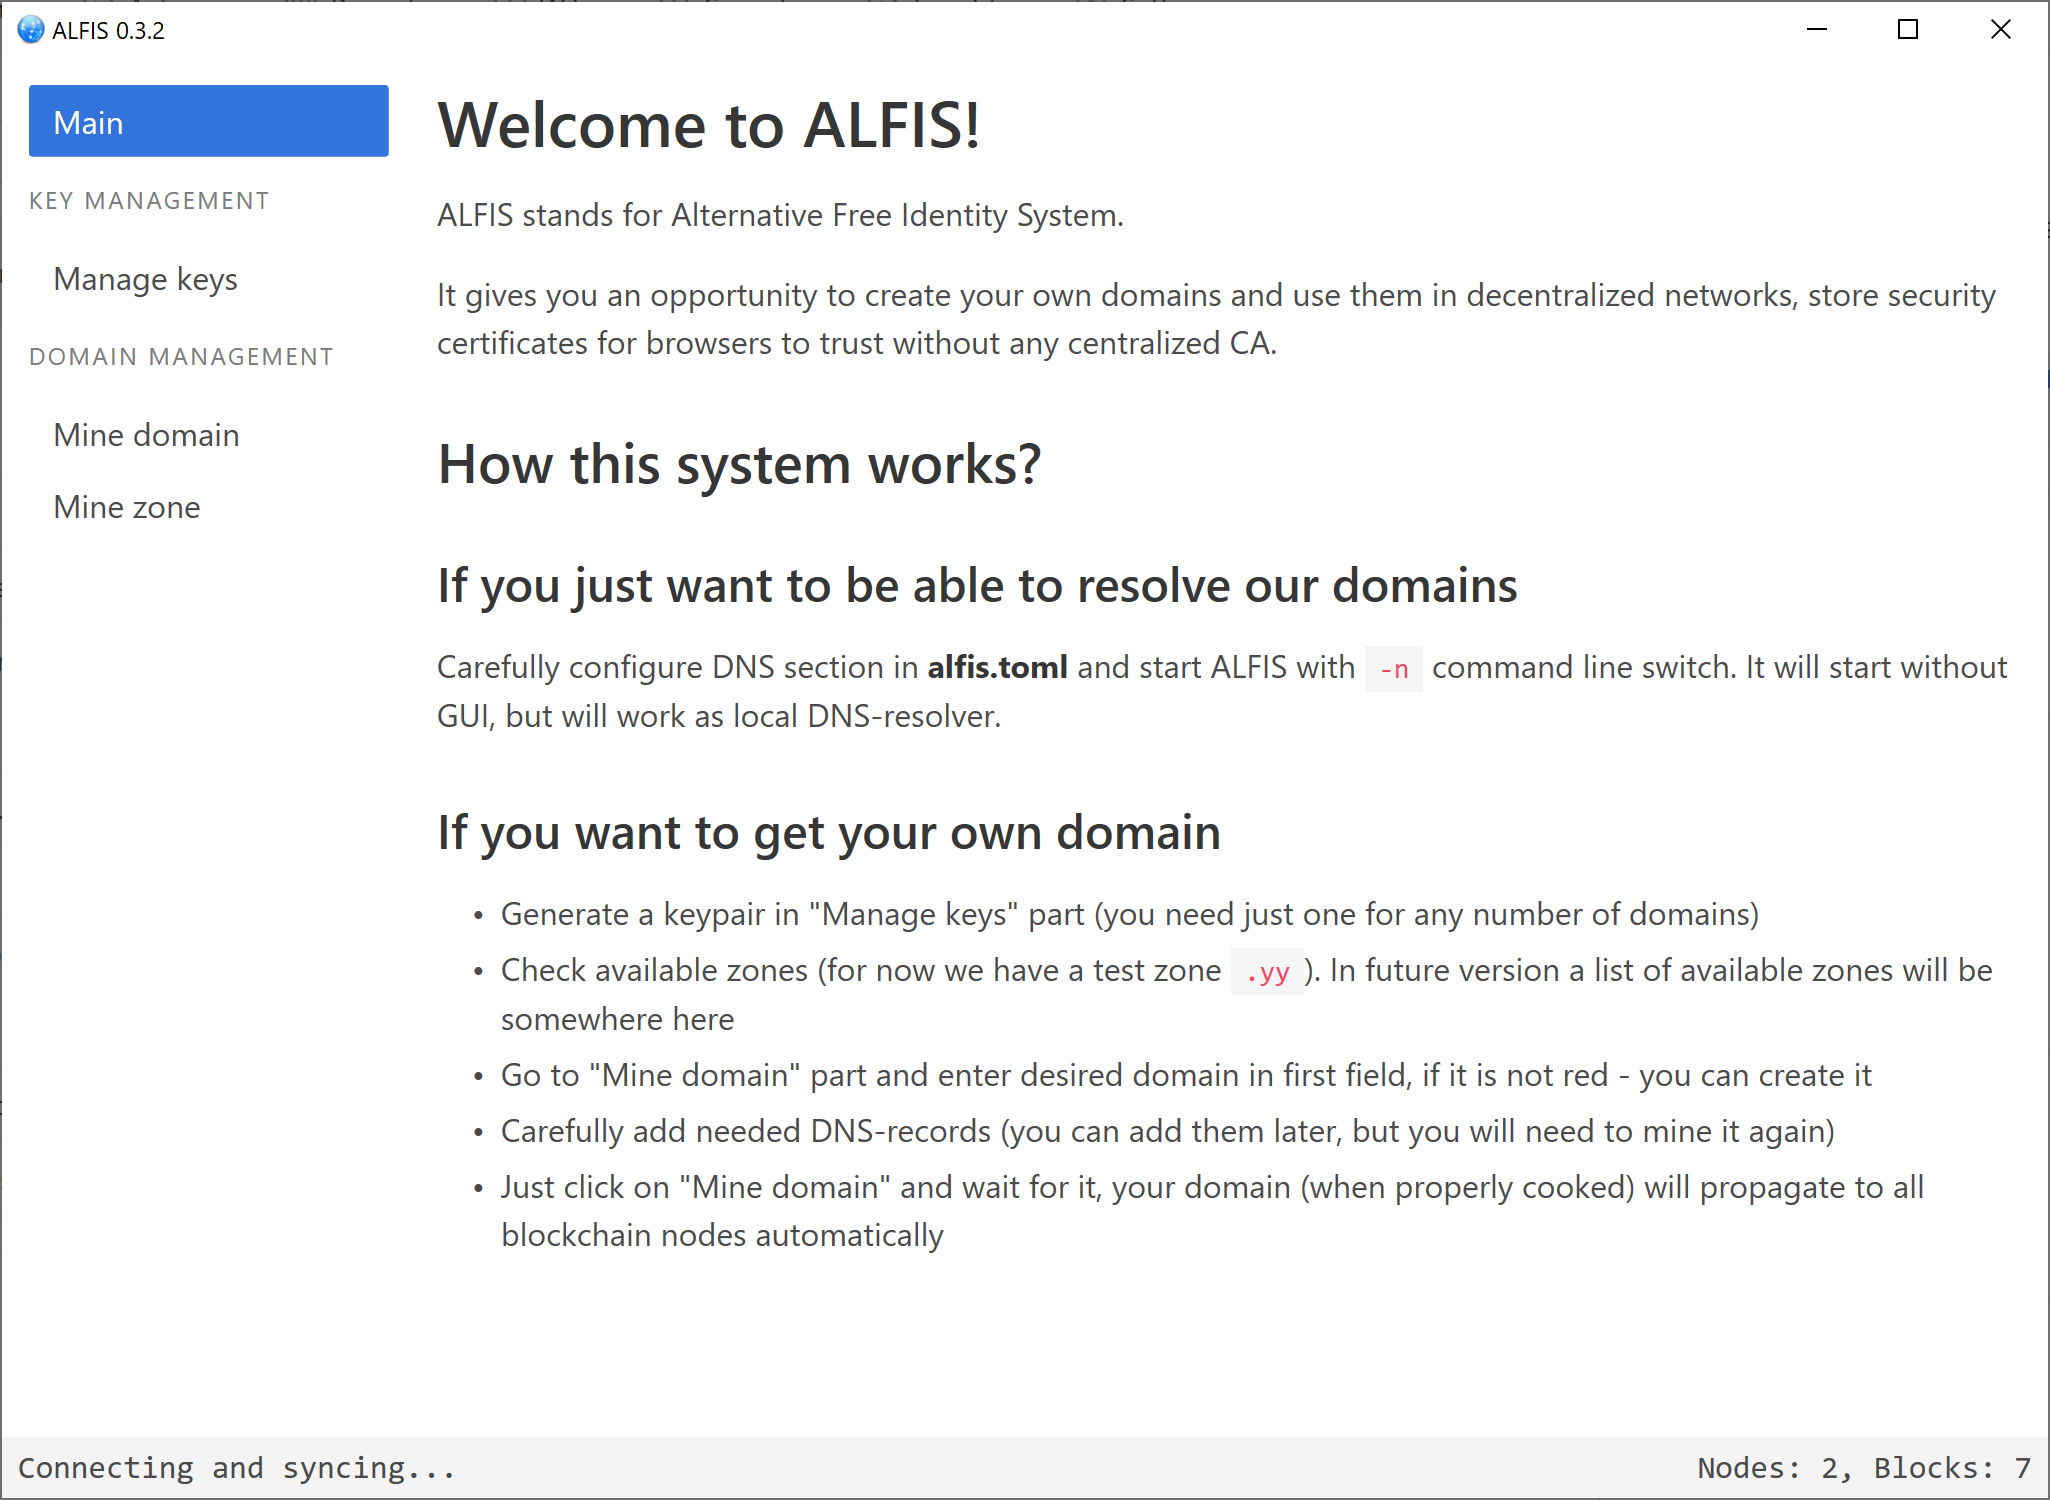 ALFIS 0.3.2
Main
KEY MANAGEMENT
Manage keys
DOMAIN MANAGEMENT
Mine domain
Mine zone
Welcome to ALFIS!
ALFIS stands for Alternative Free Identity System.
It gives you an opportunity to create your own domains and use them in decentralized networks, store security
certificates for browsers to trust without any centralized CA.
How this system works?
If you just want to be able to resolve our domains
Carefully configure DNS section in alfis.toml and start ALFIS with -n command line switch. It will start without
GUI, but will work as local DNS-resolver.
If you want to get your own domain
• Generate a keypair in "Manage keys" part (you need just one for any number of domains)
• Check available zones (for now we have a test zone .yy). In future version a list of available zones will be
somewhere here
• Go to "Mine domain" part and enter desired domain in first field, if it is not red - you can create it
• Carefully add needed DNS-records (you can add them later, but you will need to mine it again)
• Just click on "Mine domain" and wait for it, your domain (when properly cooked) will propagate to all
blockchain nodes automatically
Connecting and syncing...
Nodes: 2, Blocks: 7